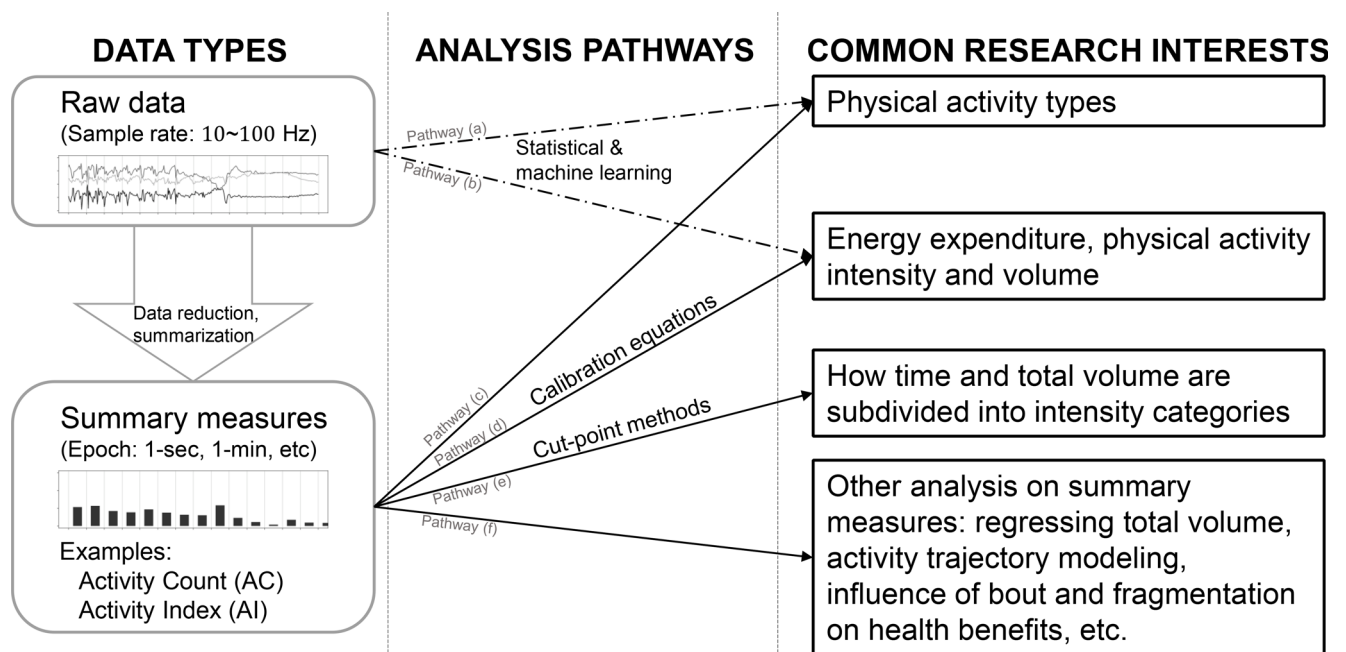 DATA TYPES
ANALYSIS PATHWAYS
COMMON RESEARCH INTERESTS
Raw data
(Sample rate: 10~100 Hz)
Data reduction,
summarization
Summary measures
(Epoch: 1-sec, 1-min, etc)
Examples:
Activity Count (AC)
Activity Index (AI)
Pathway (a)
Statistical &
machine learning
Pathway (b)
Pathway (c)
Calibration equations
Pathway (d)
Cut-point methods
Pathway (e)
Pathway (f)
Physical activity types
Energy expenditure, physical activity
intensity and volume
How time and total volume are
subdivided into intensity categories
Other analysis on summary
measures: regressing total volume,
activity trajectory modeling,
influence of bout and fragmentation
on health benefits, etc.